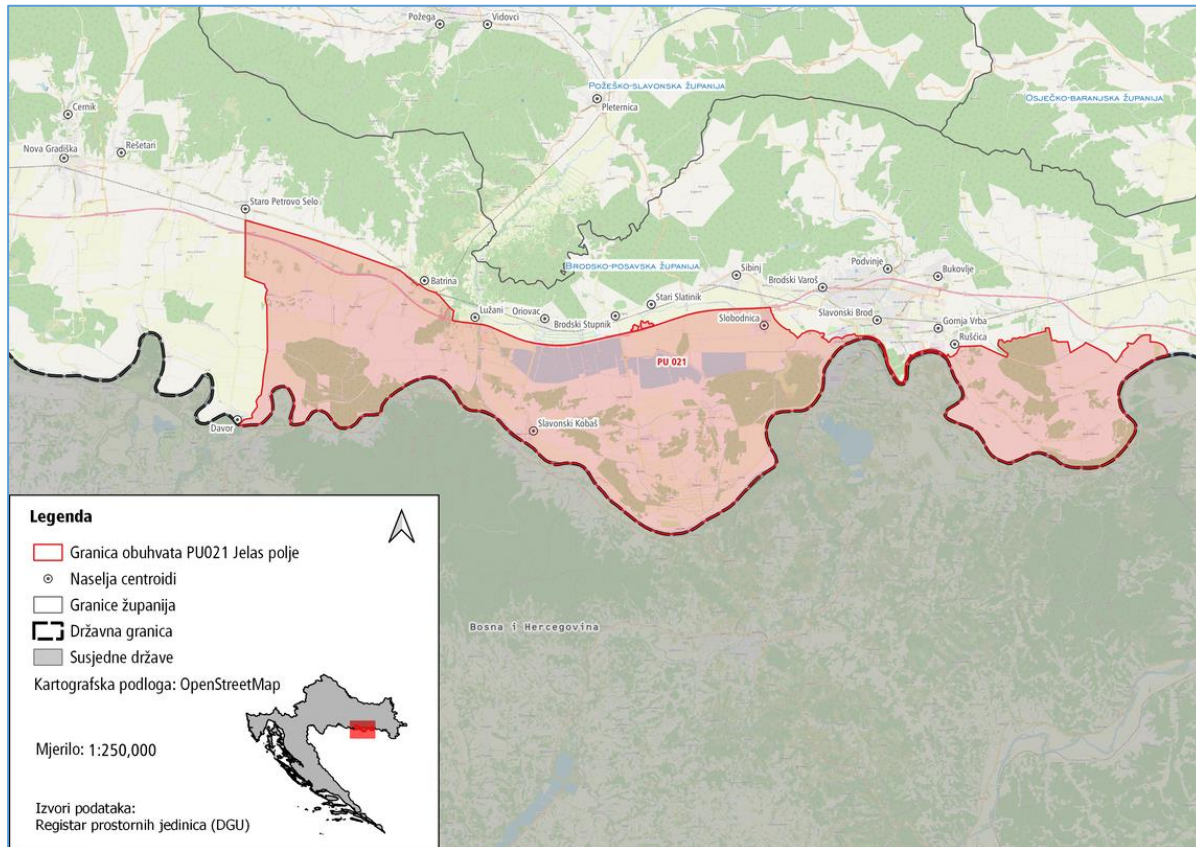 Požega
Vidovci
Požeško-slavonska županija
Pleternica
Osječko-baranjska županija
Cernik
Nova Gradiška
Rešetari
Staro Petrovo Selo
Batrina
Brodsko-posavska županija
Sibinj
Podvinje
Bukovlje
Brodski Varoš
Lužani
Oriovac
Brodski Stupnik
Stari Slatinik
Slobodnica
Slavonski Brod
Gornja Vrba
Ruščica
PU 021
Davor
Slavonski Kobaš
Bosna i Hercegovina
Legenda
Granica obuhvata PU021 Jelas polje
Naselja centroidi
Granice županija
Državna granica
Susjedne države
Kartografska podloga: OpenStreetMap
Mjerilo: 1:250,000
Izvori podataka:
Registar prostornih jedinica (DGU)